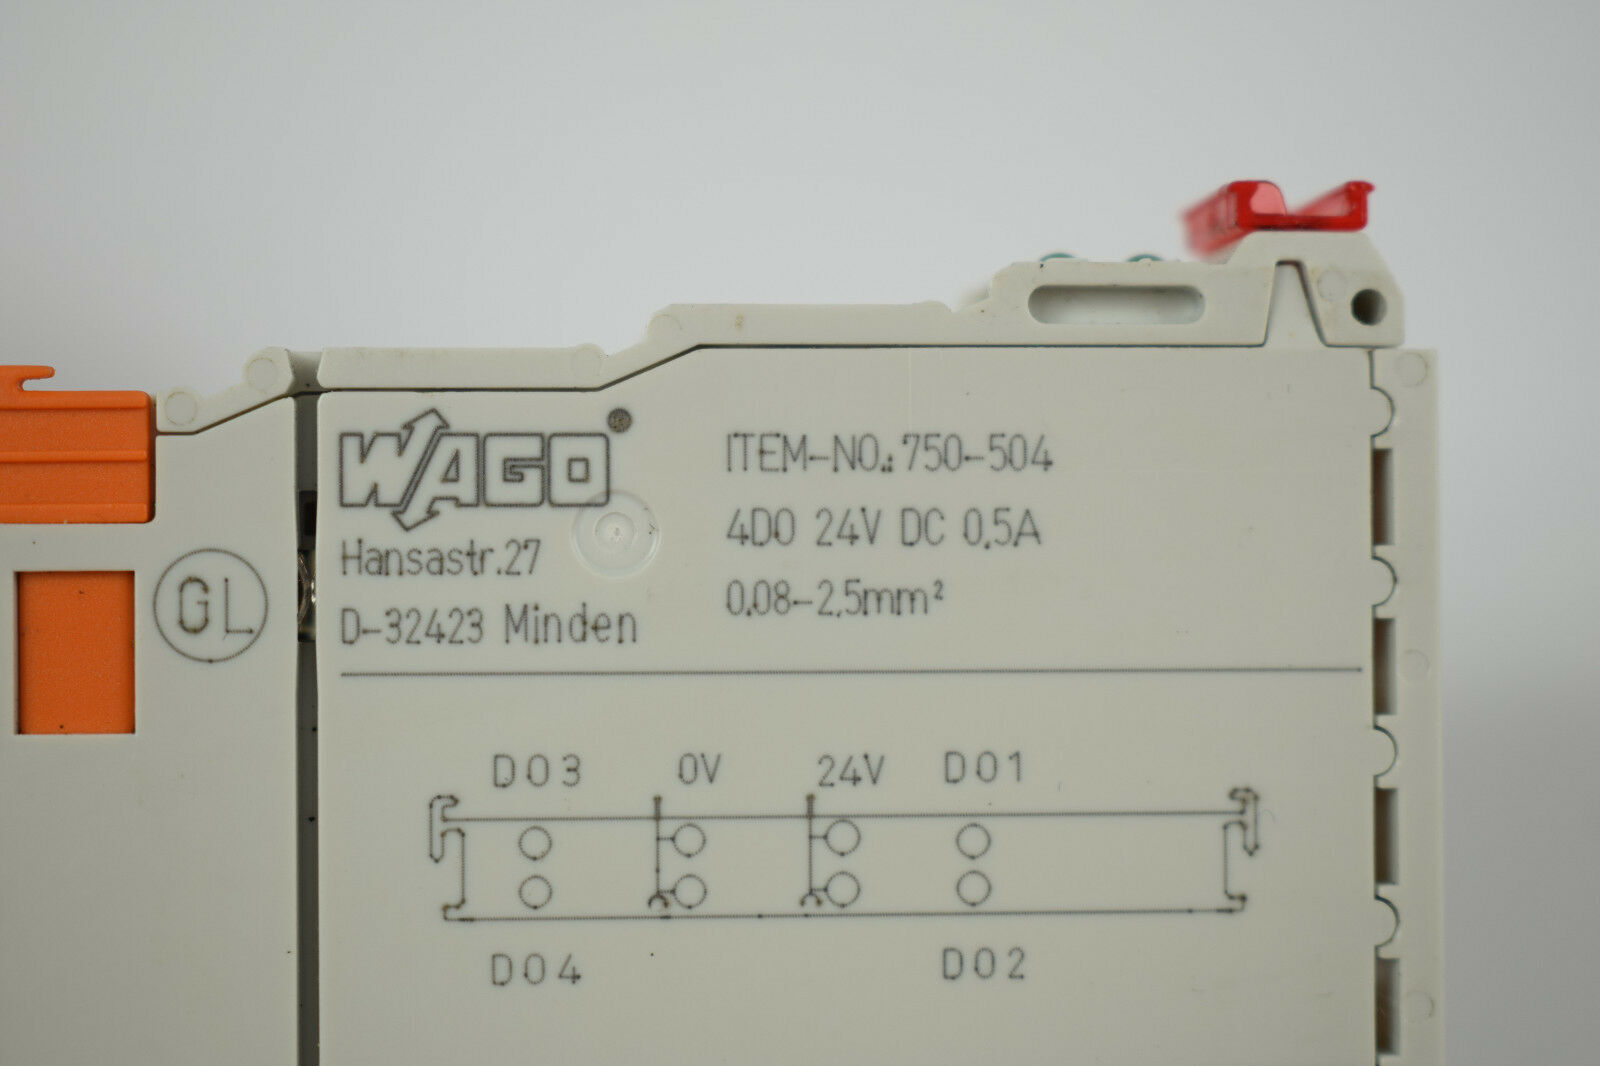 WAGO
Hansastr.27
D-32423 Minden
ITEM-NO.:750-504
4DO 24V DC 0,5A
0,08-2,5mm²
GL
DO3 0V 24V DO1
DO4 DO2